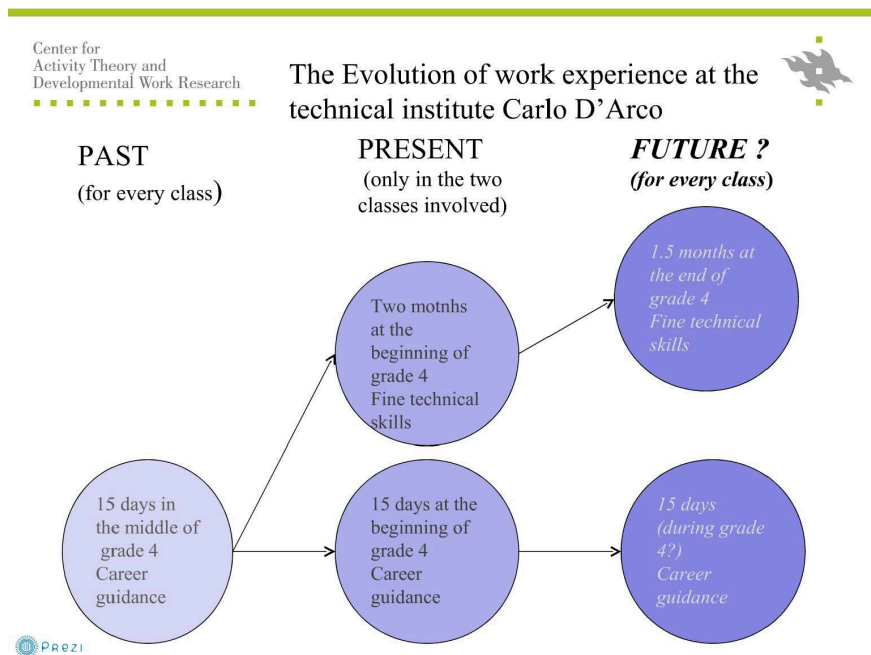 Center for
Activity Theory and
Developmental Work Research
The Evolution of work experience at the
technical institute Carlo D'Arco
PAST
(for every class)
PRESENT
(only in the two
classes involved)
FUTURE ?
(for every class)
15 days in
the middle of
grade 4
Career
guidance
Two motnhs
at the
beginning of
grade 4
Fine technical
skills
15 days at the
beginning of
grade 4
Career
guidance
1.5 months at
the end of
grade 4
Fine technical
skills
15 days
(during grade
4?)
Career
guidance
PREZI